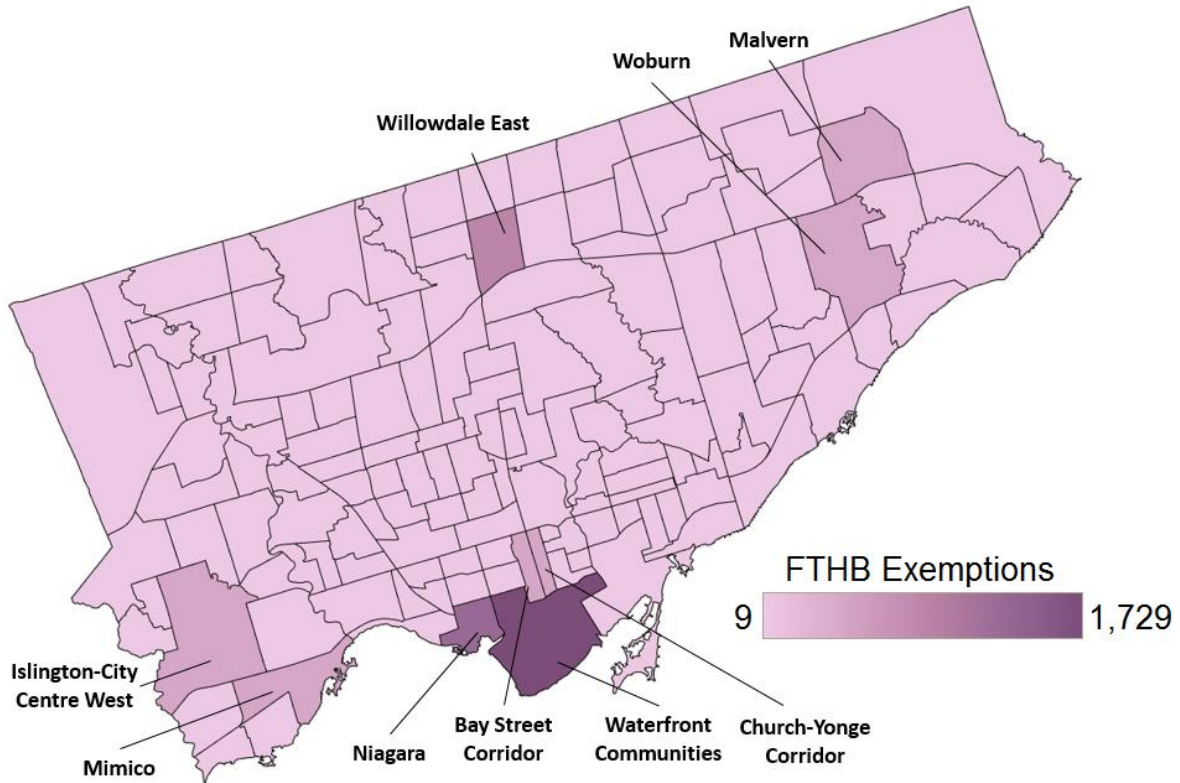 Malvern
Woburn
Willowdale East
FTHB Exemptions
9
1,729
Islington-City
Centre West
Mimico
Niagara
Bay Street
Corridor
Waterfront
Communities
Church-Yonge
Corridor